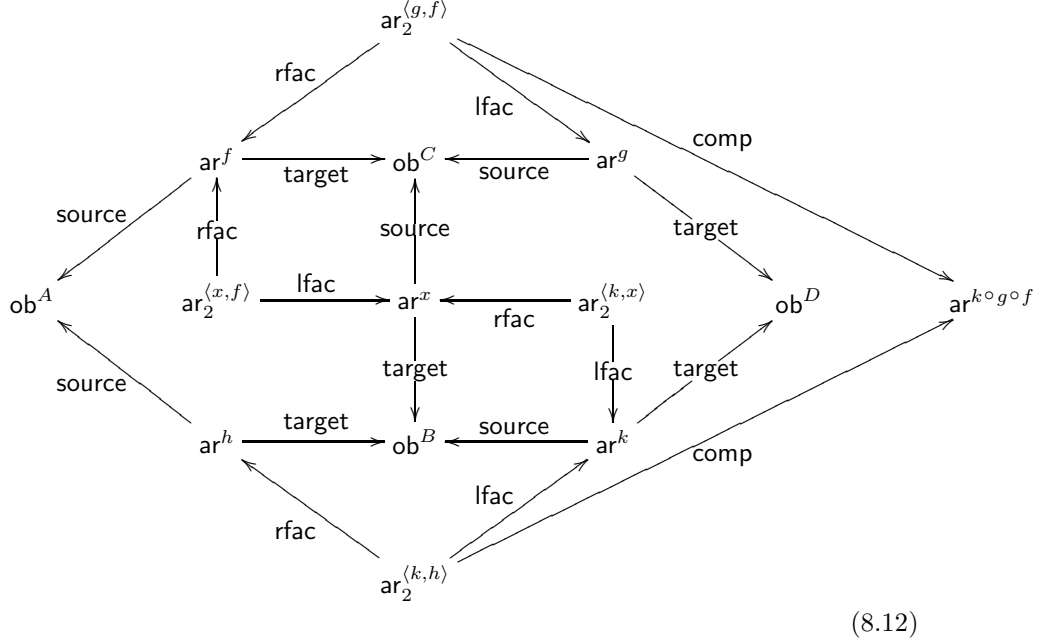 ar₂^⟨g,f⟩
rfac
lfac
comp
ar^f target ob^C source ar^g
source rfac source target
ob^A ar₂^⟨x,f⟩ lfac ar^x rfac ar₂^⟨k,x⟩ ob^D ar^k∘g∘f
source target lfac target
ar^h target ob^B source ar^k
comp
rfac lfac
ar₂^⟨k,h⟩
(8.12)